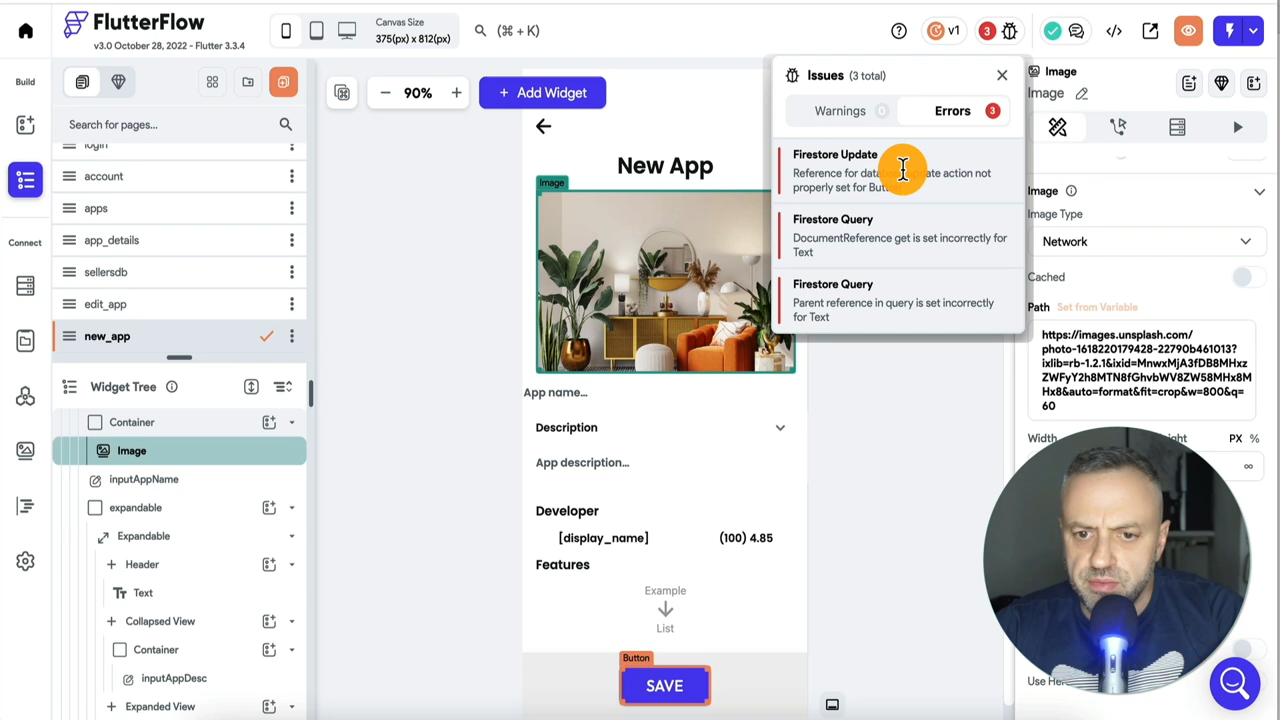 FlutterFlow
v3.0 October 28, 2022 - Flutter 3.3.4
Canvas Size
375(px) x 812(px)
(⌘ + K)
v1
3
Build
Connect
Search for pages...
login
account
apps
app_details
sellersdb
edit_app
new_app
Widget Tree
Container
Image
inputAppName
expandable
Expandable
Header
Text
Collapsed View
Container
inputAppDesc
Expanded View
90%
+ Add Widget
New App
Image
App name...
Description
App description...
Developer
[display_name]
(100) 4.85
Features
Example
List
Button
SAVE
Issues (3 total)
Warnings 0
Errors 3
Firestore Update
Reference for action not
properly set for
Firestore Query
DocumentReference get is set incorrectly for
Text
Firestore Query
Parent reference in query is set incorrectly
for Text
Image
Image
Image
Image Type
Network
Cached
Path Set from Variable
https://images.unsplash.com/
photo-1618220179428-22790b461013?
ixlib=rb-1.2.1&ixid=MnwxMjA3fDB8MHxz
ZWFyY2h8MTN8fGhvbWV8ZW58MHx8M
Hx8&auto=format&fit=crop&w=800&q=
60
Width
PX %
∞